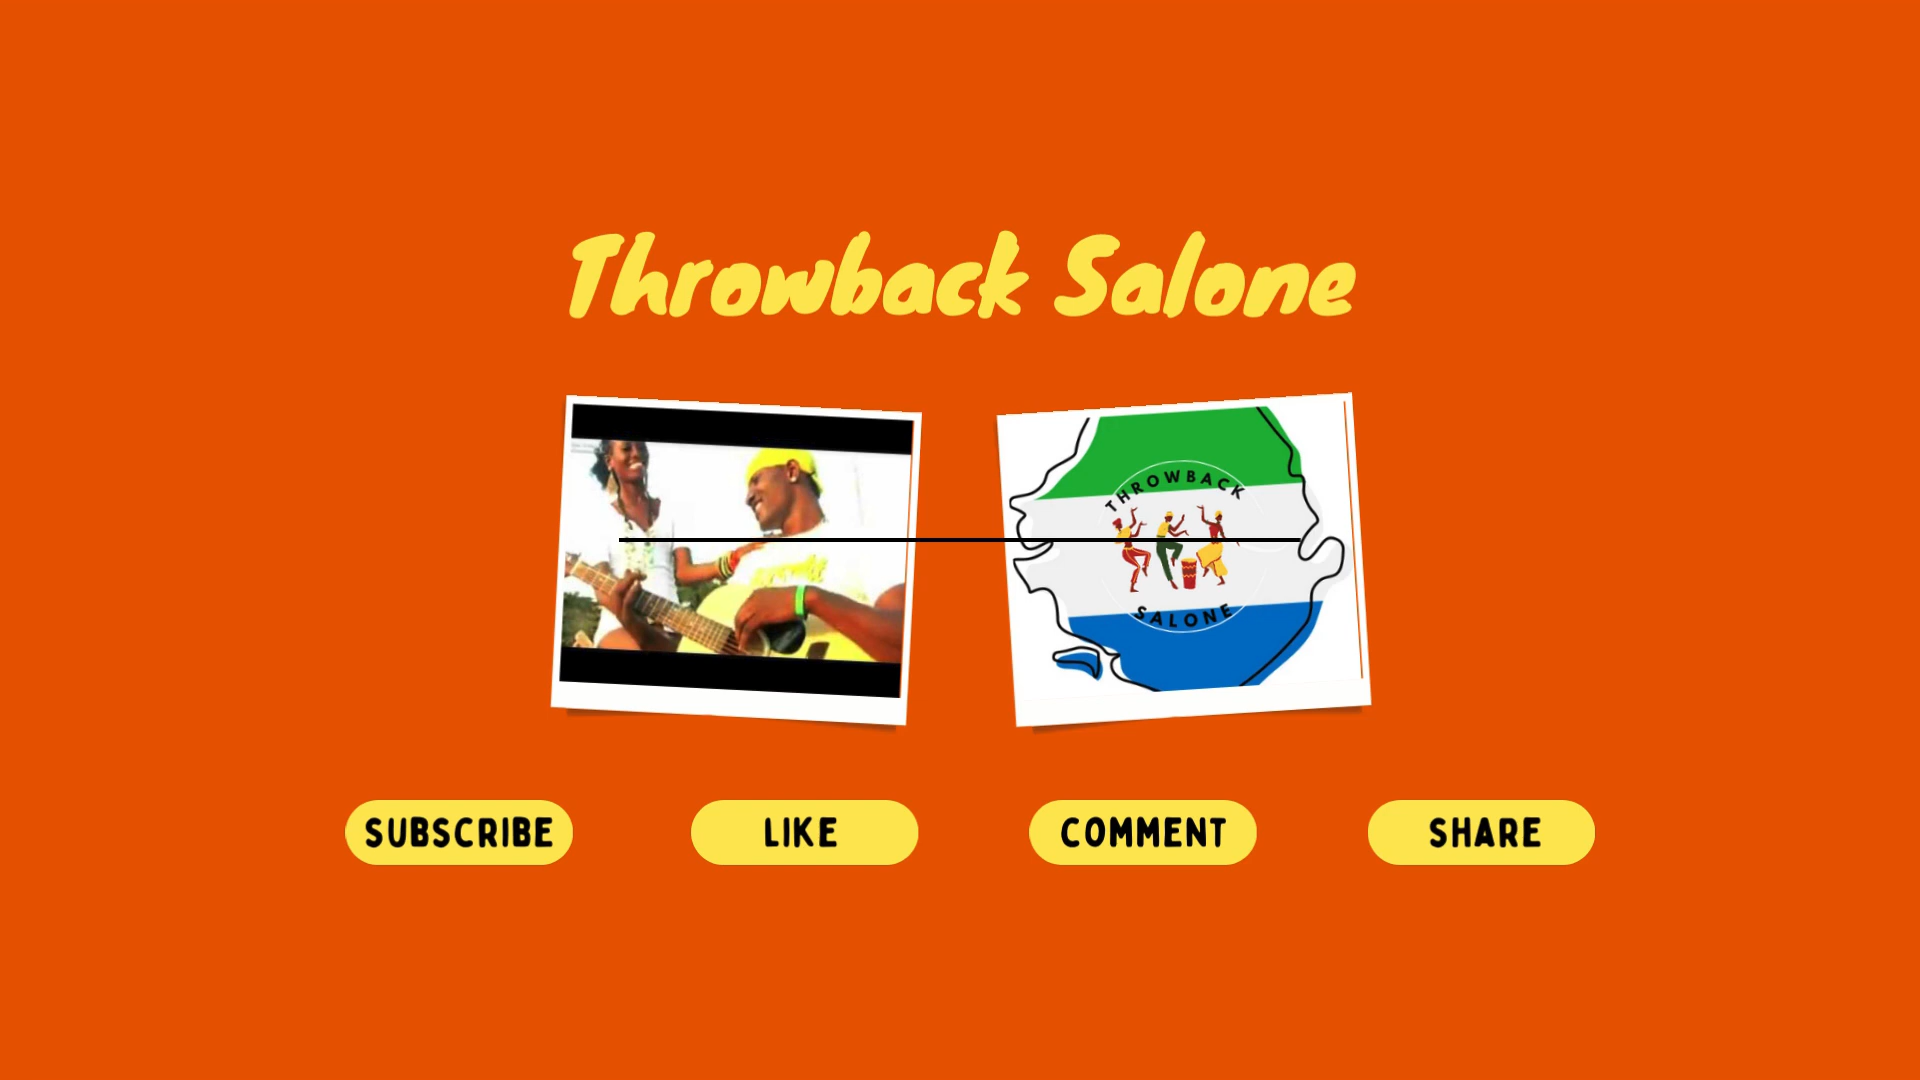 Throwback Salone
THROWBACK
SALONE
SUBSCRIBE
LIKE
COMMENT
SHARE